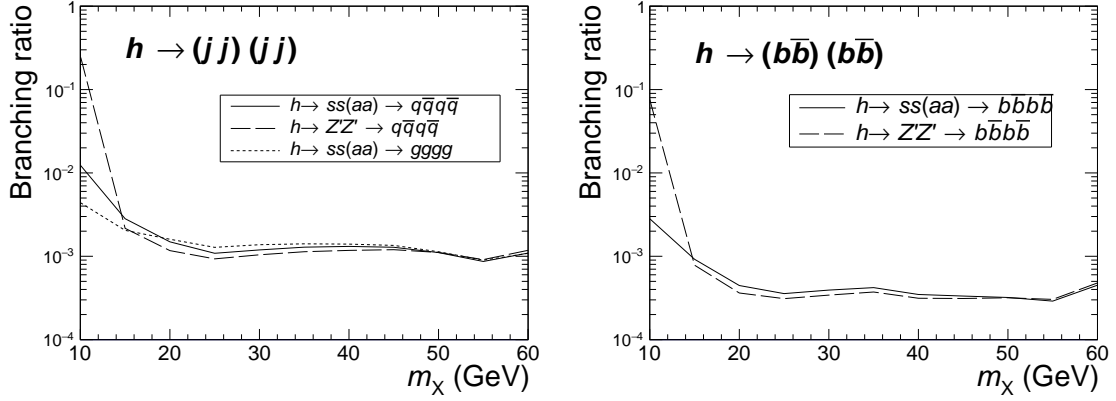 Branching ratio
1
10⁻¹
10⁻²
10⁻³
10⁻⁴
h → (j j) (j j)
h→ ss(aa) → qq̅qq̅
h→ Z'Z' → qq̅qq̅
h→ ss(aa) → gggg
10 20 30 40 50 60
m_X (GeV)
Branching ratio
1
10⁻¹
10⁻²
10⁻³
10⁻⁴
h → (bb̅) (bb̅)
h→ ss(aa) → bb̅bb̅
h→ Z'Z' → bb̅bb̅
10 20 30 40 50 60
m_X (GeV)